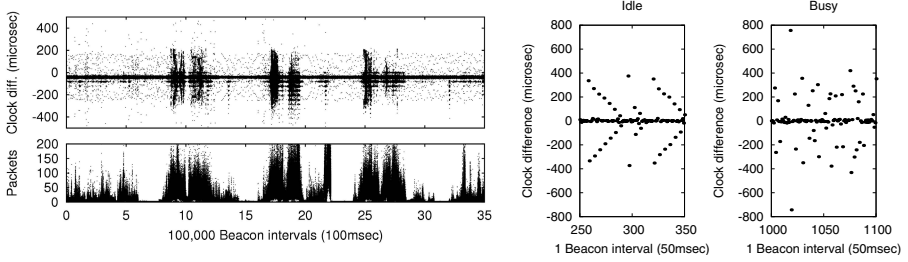 Clock diff. (microsec)
400
200
0
-200
-400
Packets
200
150
100
50
0
0 5 10 15 20 25 30 35
100,000 Beacon intervals (100msec)
Idle
Clock difference (microsec)
800
600
400
200
0
-200
-400
-600
-800
250 300 350
1 Beacon interval (50msec)
Busy
Clock difference (microsec)
800
600
400
200
0
-200
-400
-600
-800
1000 1050 1100
1 Beacon interval (50msec)